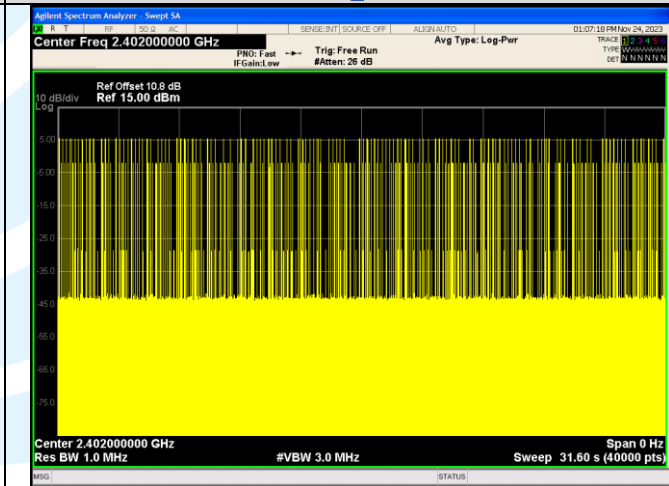 Agilent Spectrum Analyzer - Swept SA
R T RF 50 Ω AC SENSE:INT SOURCE OFF ALIGN AUTO 01:07:18 PM Nov 24, 2023
Center Freq 2.402000000 GHz
Avg Type: Log-Pwr
TRACE 1 2 3 4 5 6
TYPE
DET N N N N N N
PNO: Fast
IFGain:Low
Trig: Free Run
#Atten: 26 dB
Ref Offset 10.8 dB
10 dB/div Ref 15.00 dBm
Log
5.00
-5.00
-15.0
-25.0
-35.0
-45.0
-55.0
-65.0
-75.0
Center 2.402000000 GHz Span 0 Hz
Res BW 1.0 MHz #VBW 3.0 MHz Sweep 31.60 s (40000 pts)
MSG STATUS